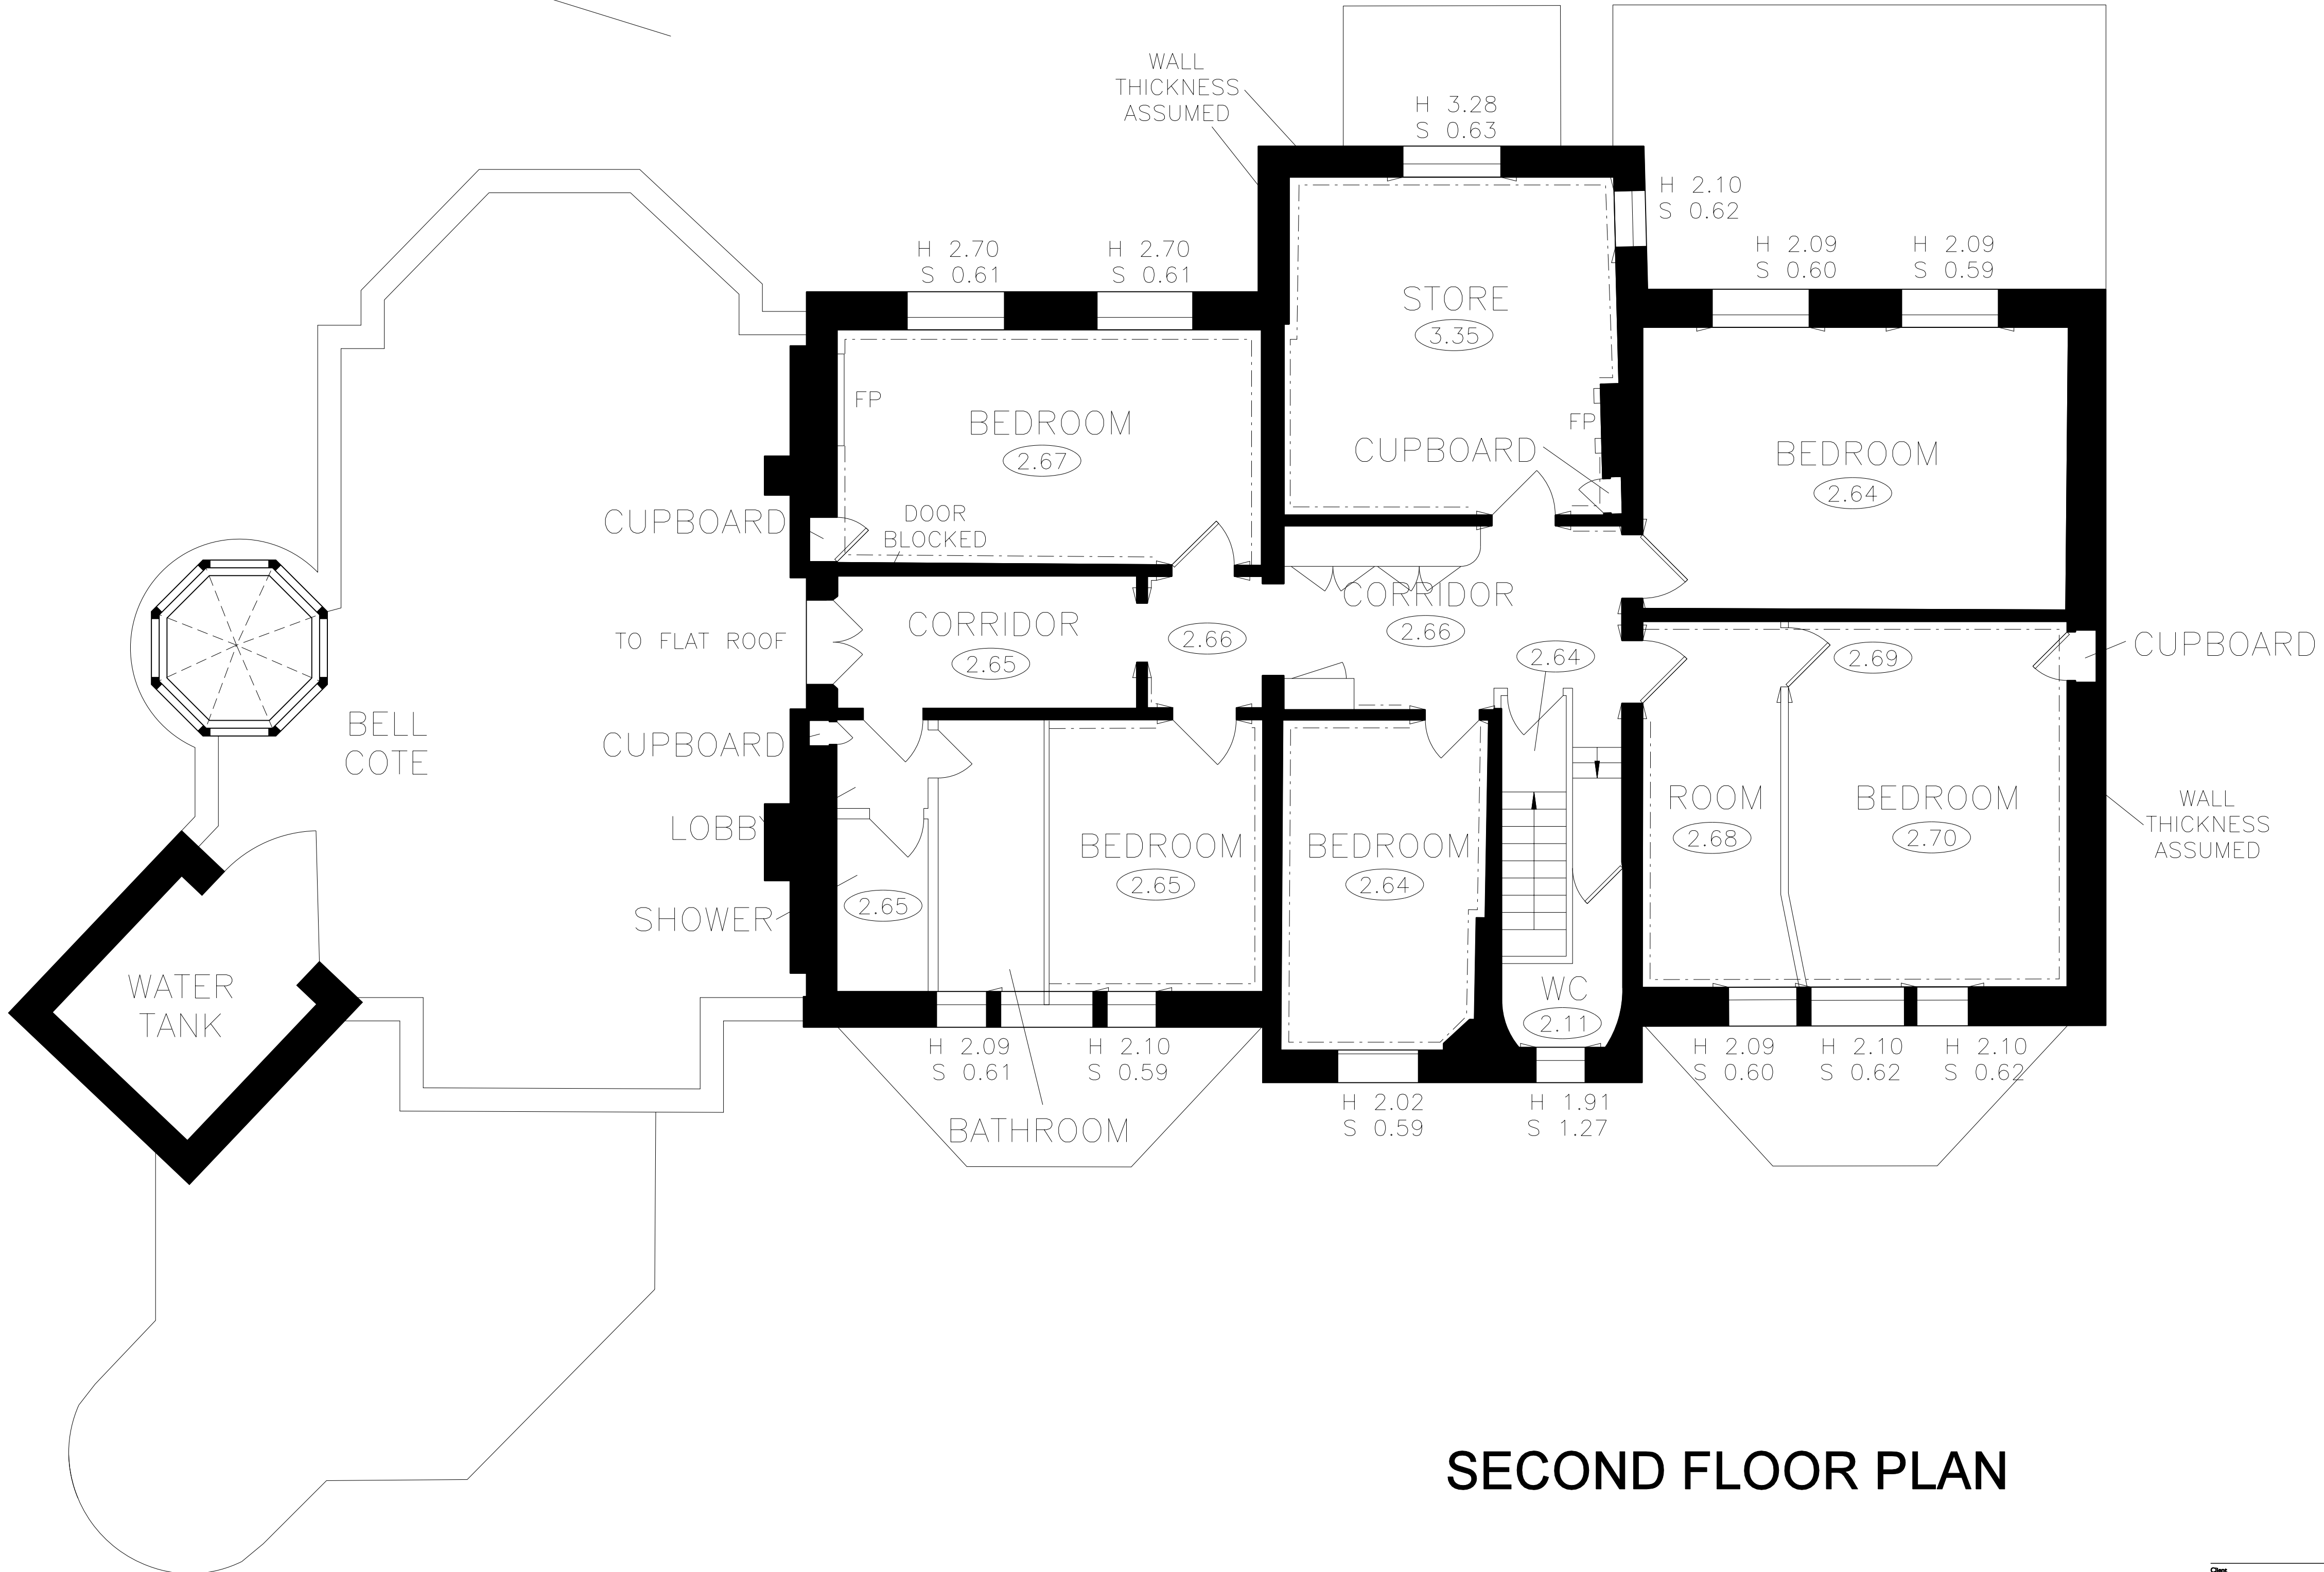 WALL
THICKNESS
ASSUMED
H 3.28
S 0.63
H 2.10
S 0.62
H 2.70
S 0.61
H 2.70
S 0.61
H 2.09
S 0.60
H 2.09
S 0.59
STORE
3.35
FP
BEDROOM
2.67
FP
CUPBOARD
BEDROOM
2.64
CUPBOARD
DOOR
BLOCKED
CORRIDOR
2.65
TO FLAT ROOF
2.66
CORRIDOR
2.66
2.64
2.69
CUPBOARD
BELL
COTE
CUPBOARD
LOBBY
SHOWER
2.65
BEDROOM
2.65
BEDROOM
2.64
ROOM
2.68
BEDROOM
2.70
WALL
THICKNESS
ASSUMED
WATER
TANK
WC
2.11
H 2.09
S 0.61
H 2.10
S 0.59
H 2.09
S 0.60
H 2.10
S 0.62
H 2.10
S 0.62
BATHROOM
H 2.02
S 0.59
H 1.91
S 1.27
SECOND FLOOR PLAN
Client